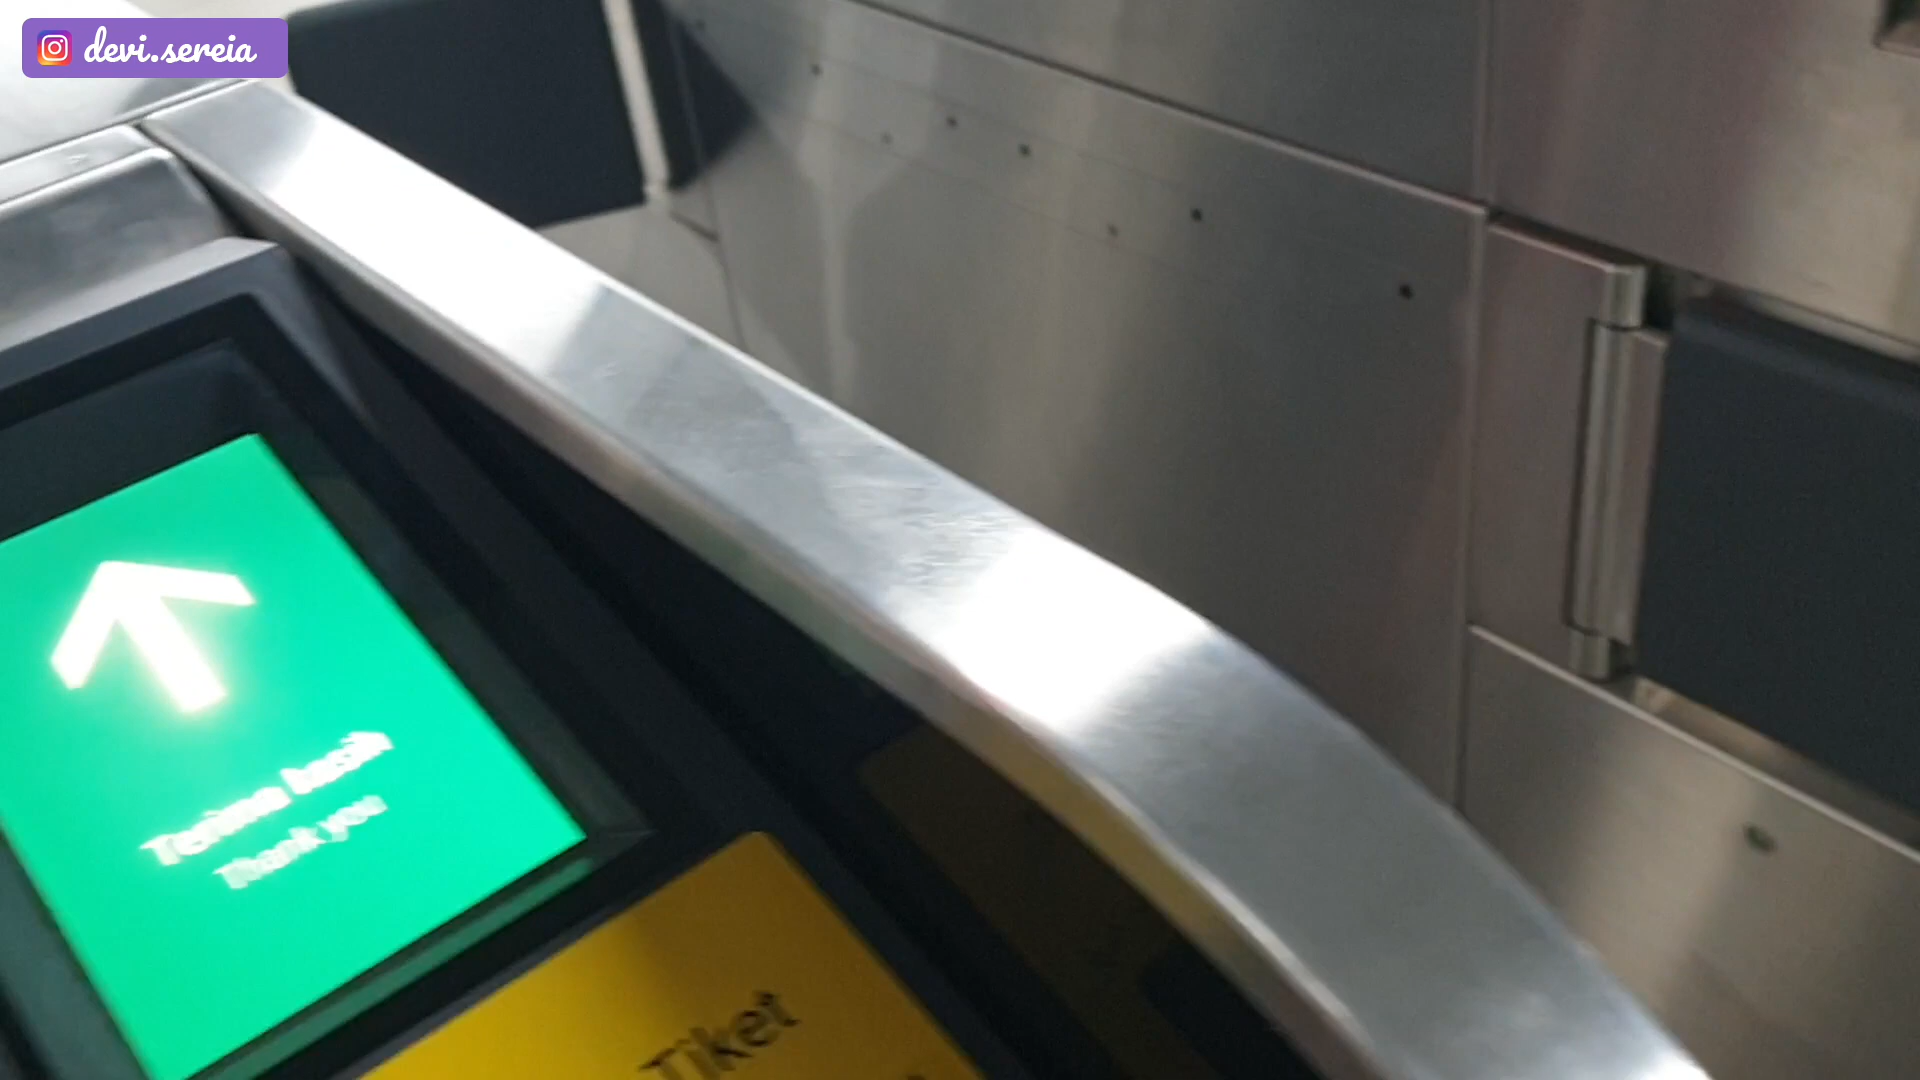 devi.sereia
Terima kasih
Thank you
Tiket